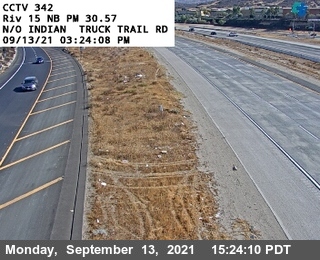 CCTV 342
Riv 15 NB PM 30.57
N/O INDIAN TRUCK TRAIL RD
09/13/21 03:24:08 PM
Monday, September 13, 2021 15:24:10 PDT